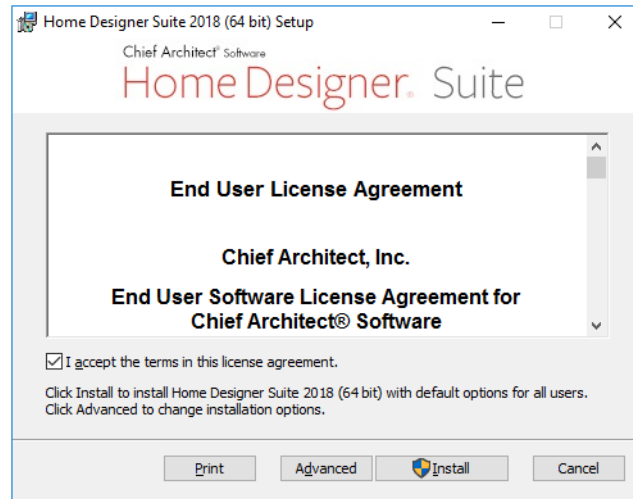 Home Designer Suite 2018 (64 bit) Setup
Chief Architect® Software
Home Designer® Suite
End User License Agreement
Chief Architect, Inc.
End User Software License Agreement for
Chief Architect® Software
I accept the terms in this license agreement.
Click Install to install Home Designer Suite 2018 (64 bit) with default options for all users.
Click Advanced to change installation options.
Print Advanced Install Cancel